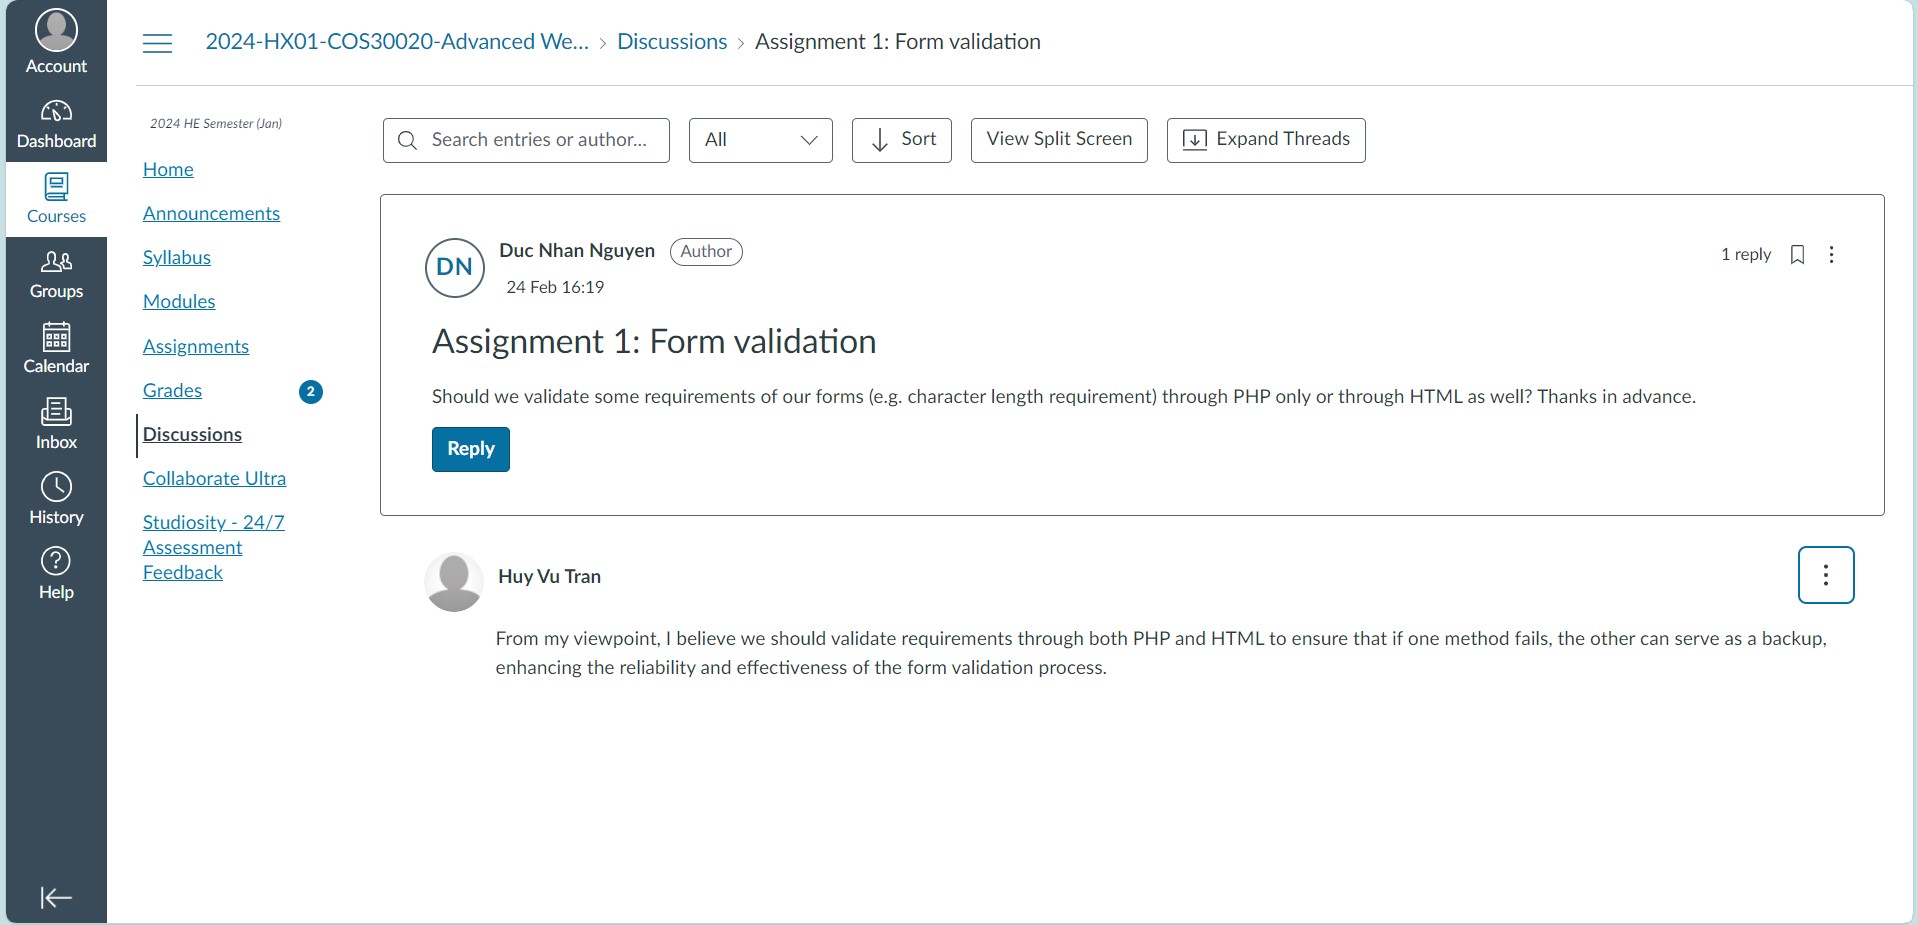 Account
Dashboard
Courses
Groups
Calendar
Inbox
History
Help
2024-HX01-COS30020-Advanced We... > Discussions > Assignment 1: Form validation
2024 HE Semester (Jan)
Home
Announcements
Syllabus
Modules
Assignments
Grades 2
Discussions
Collaborate Ultra
Studiosity - 24/7
Assessment
Feedback
Search entries or author... All Sort View Split Screen Expand Threads
DN
Duc Nhan Nguyen Author
24 Feb 16:19
1 reply
Assignment 1: Form validation
Should we validate some requirements of our forms (e.g. character length requirement) through PHP only or through HTML as well? Thanks in advance.
Reply
Huy Vu Tran
From my viewpoint, I believe we should validate requirements through both PHP and HTML to ensure that if one method fails, the other can serve as a backup,
enhancing the reliability and effectiveness of the form validation process.